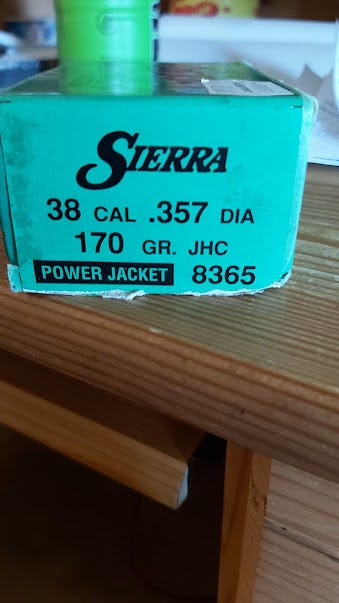 SIERRA
38 CAL .357 DIA
170 GR. JHC
POWER JACKET 8365